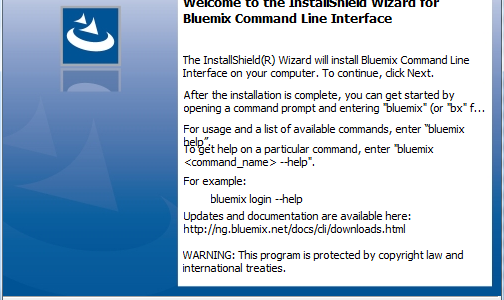 Welcome to the InstallShield Wizard for
Bluemix Command Line Interface
The InstallShield(R) Wizard will install Bluemix Command Line
Interface on your computer. To continue, click Next.
After the installation is complete, you can get started by
opening a command prompt and entering "bluemix" (or "bx" f...
For usage and a list of available commands, enter "bluemix
help".
To get help on a particular command, enter "bluemix
<command_name> --help".
For example:
bluemix login --help
Updates and documentation are available here:
http://ng.bluemix.net/docs/cli/downloads.html
WARNING: This program is protected by copyright law and
international treaties.